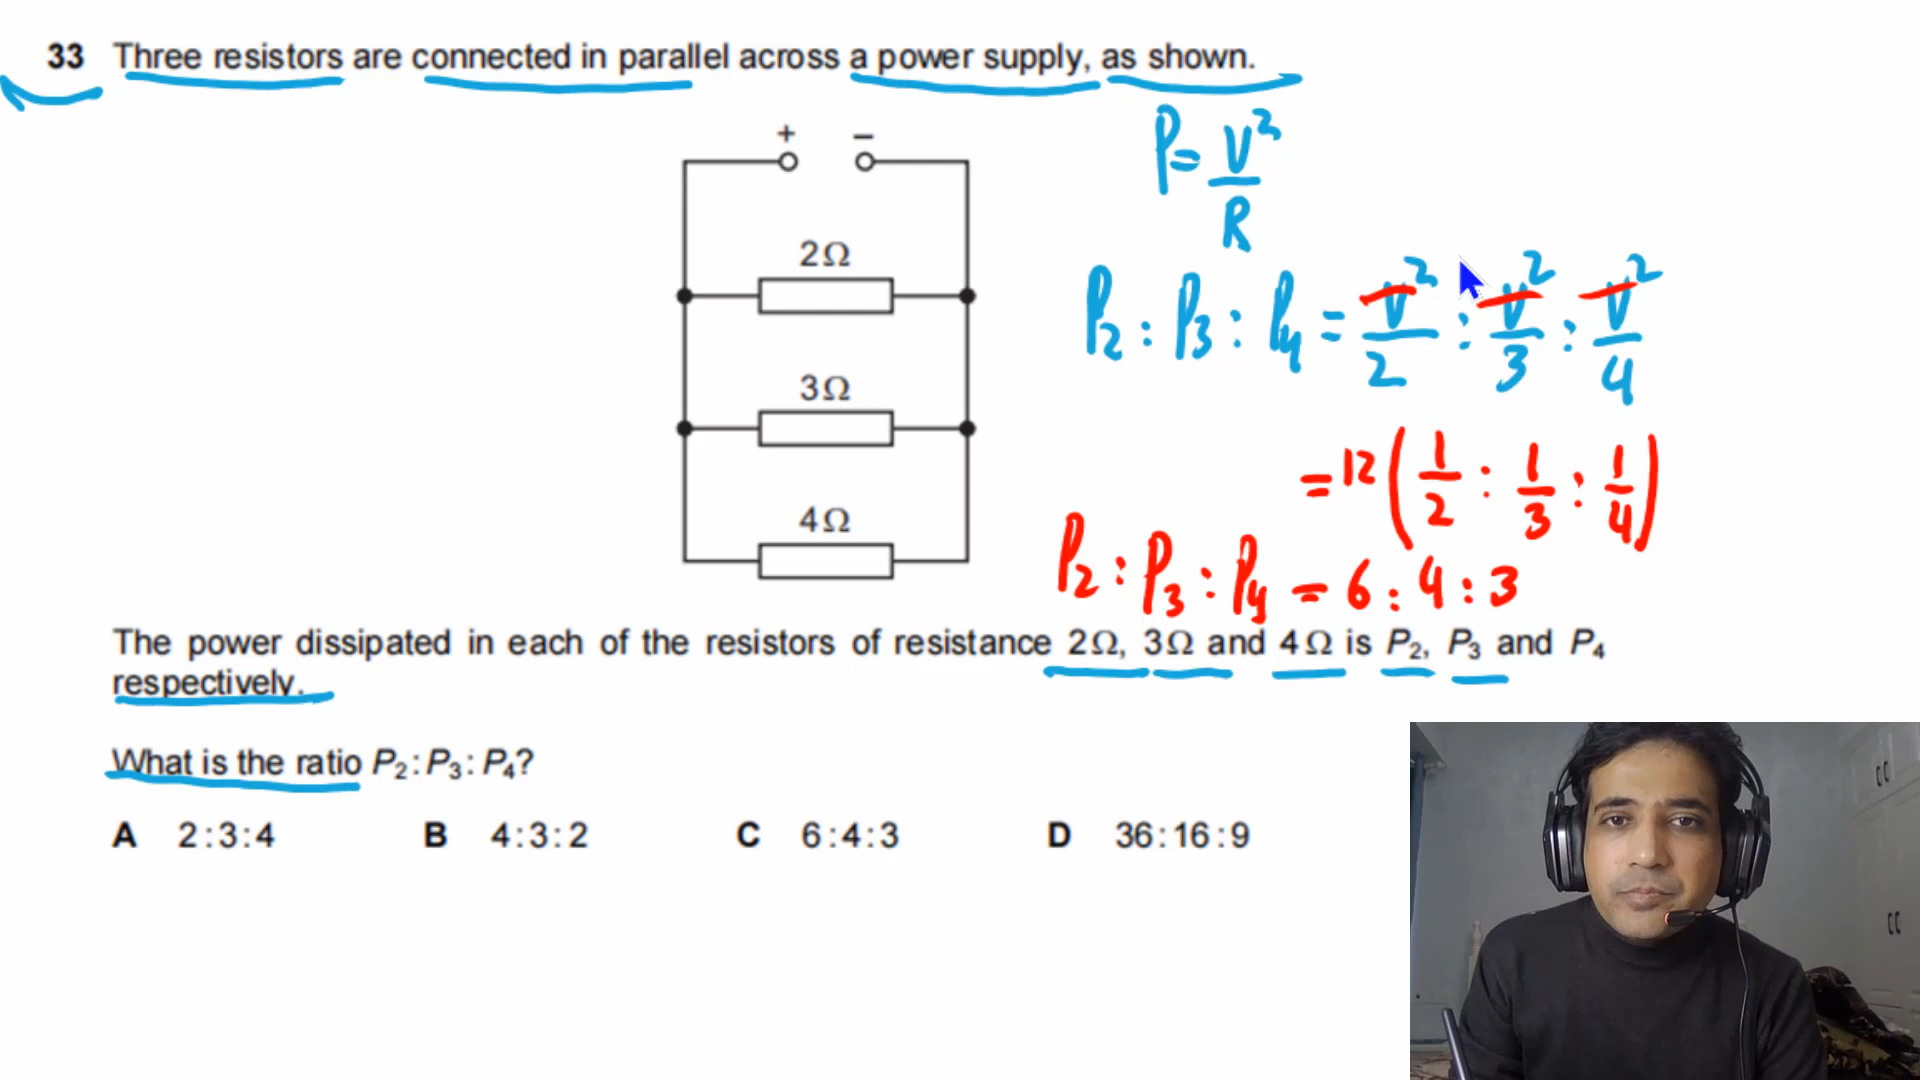 33 Three resistors are connected in parallel across a power supply, as shown.
+ −
P = V²/R
2Ω
P₂ : P₃ : P₄ = V²/2 : V²/3 : V²/4
3Ω
= 12 (1/2 : 1/3 : 1/4)
4Ω
P₂ : P₃ : P₄ = 6 : 4 : 3
The power dissipated in each of the resistors of resistance 2Ω, 3Ω and 4Ω is P₂, P₃ and P₄
respectively.
What is the ratio P₂ : P₃ : P₄?
A 2 : 3 : 4 B 4 : 3 : 2 C 6 : 4 : 3 D 36 : 16 : 9